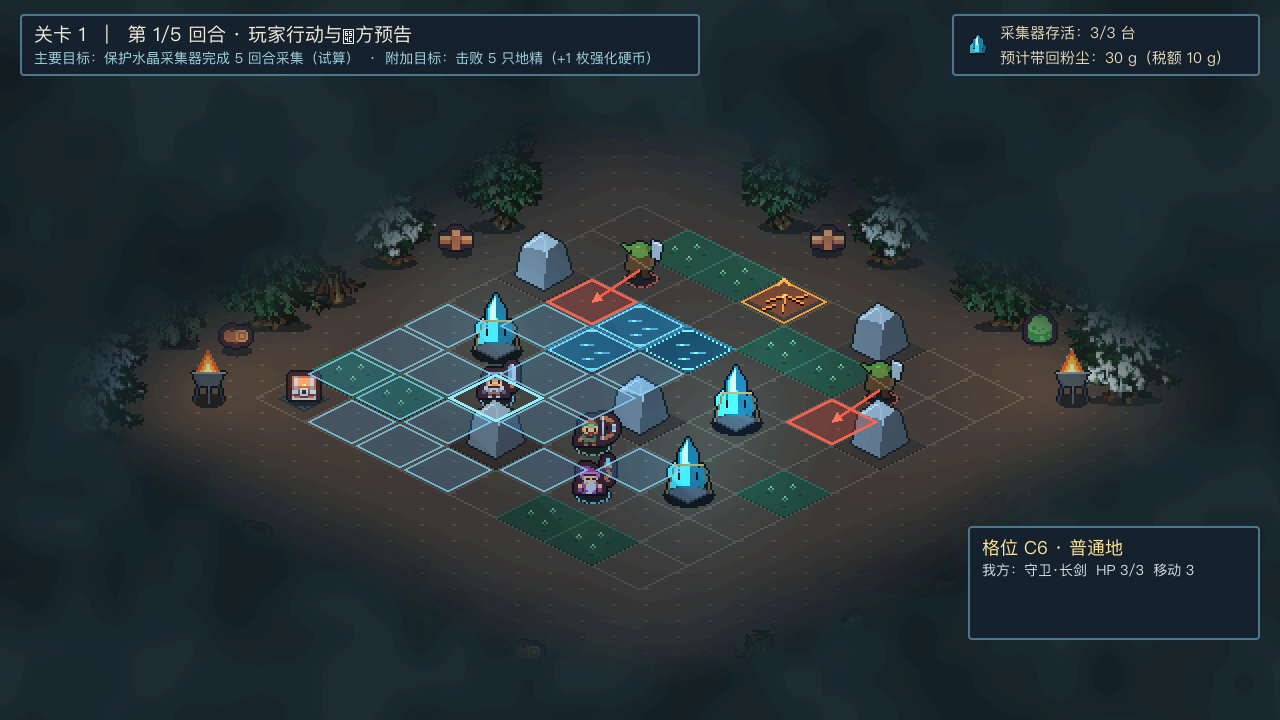 关卡 1 | 第 1/5 回合 · 玩家行动与方预告
主要目标：保护水晶采集器完成 5 回合采集（试算） · 附加目标：击败 5 只地精（+1 枚强化硬币）
采集器存活：3/3 台
预计带回粉尘：30 g（税额 10 g）
格位 C6 · 普通地
我方：守卫·长剑 HP 3/3 移动 3